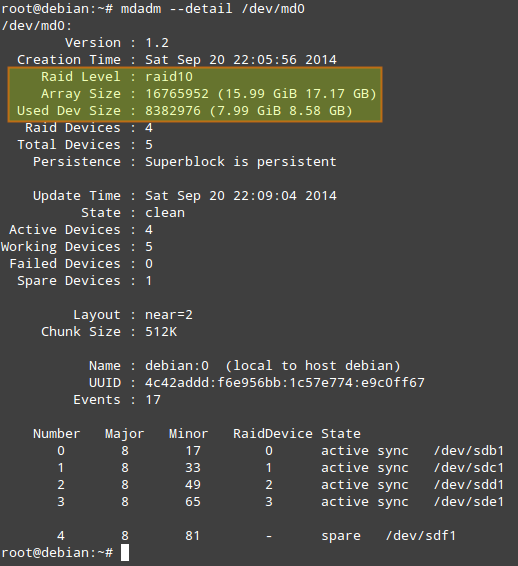 root@debian:~# mdadm --detail /dev/md0
/dev/md0:
Version : 1.2
Creation Time : Sat Sep 20 22:05:56 2014
Raid Level : raid10
Array Size : 16765952 (15.99 GiB 17.17 GB)
Used Dev Size : 8382976 (7.99 GiB 8.58 GB)
Raid Devices : 4
Total Devices : 5
Persistence : Superblock is persistent
Update Time : Sat Sep 20 22:09:04 2014
State : clean
Active Devices : 4
Working Devices : 5
Failed Devices : 0
Spare Devices : 1
Layout : near=2
Chunk Size : 512K
Name : debian:0  (local to host debian)
UUID : 4c42addd:f6e956bb:1c57e774:e9c0ff67
Events : 17
Number   Major   Minor   RaidDevice State
0       8       17        0      active sync   /dev/sdb1
1       8       33        1      active sync   /dev/sdc1
2       8       49        2      active sync   /dev/sdd1
3       8       65        3      active sync   /dev/sde1
4       8       81        -      spare   /dev/sdf1
root@debian:~#